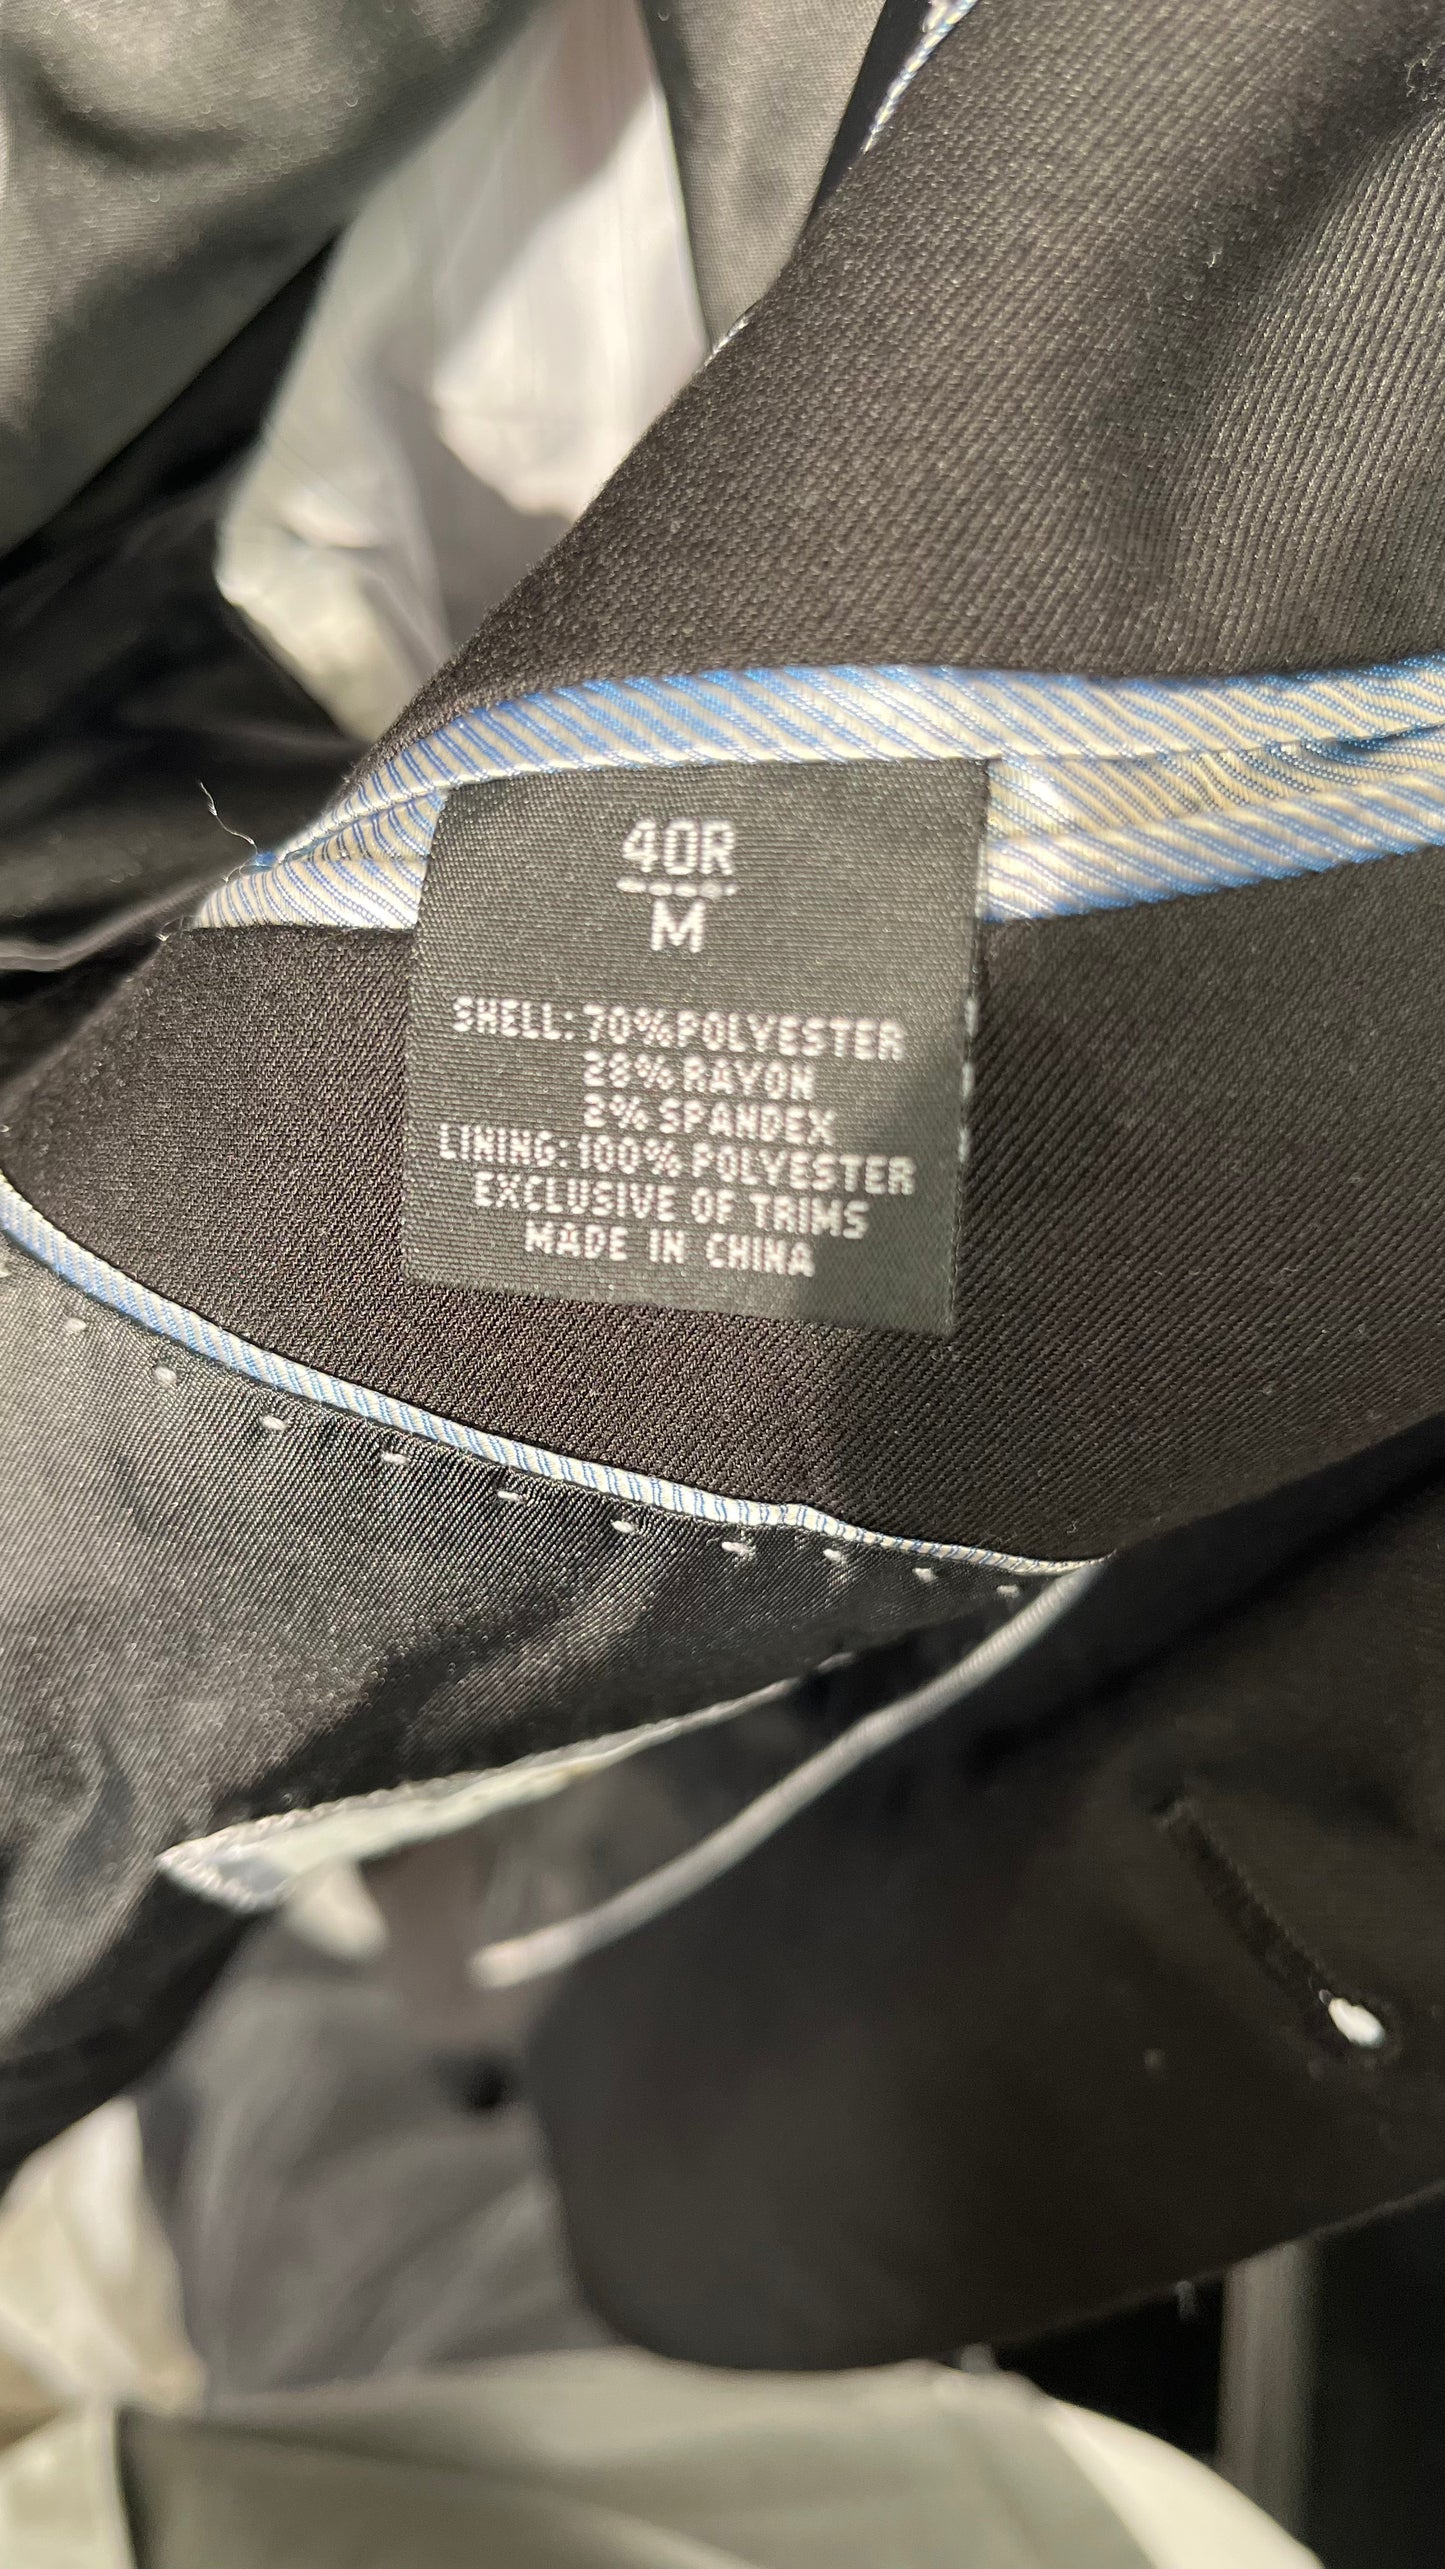 40R
M
SHELL: 70% POLYESTER
28% RAYON
2% SPANDEX
LINING: 100% POLYESTER
EXCLUSIVE OF TRIMS
MADE IN CHINA